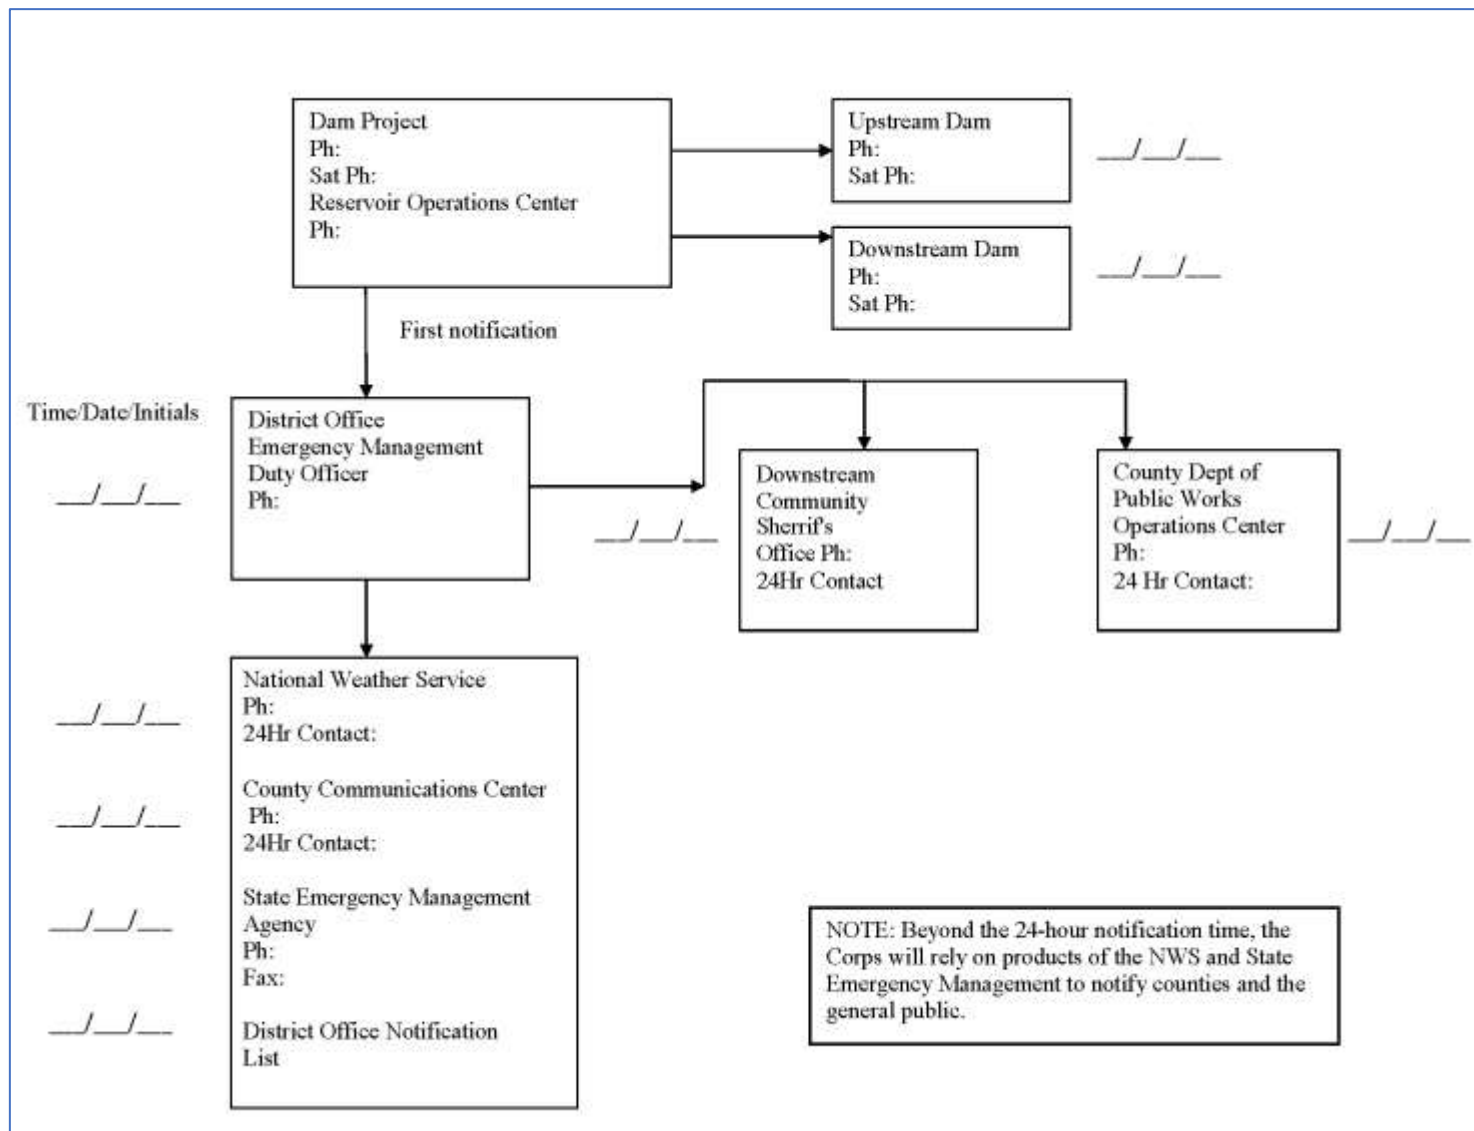 Dam Project
Ph:
Sat Ph:
Reservoir Operations Center
Ph:
Upstream Dam
Ph:
Sat Ph:
___/___/___
Downstream Dam
Ph:
Sat Ph:
___/___/___
First notification
Time/Date/Initials
___/___/___
District Office
Emergency Management
Duty Officer
Ph:
___/___/___
Downstream
Community
Sherrif's
Office Ph:
24Hr Contact
County Dept of
Public Works
Operations Center
Ph:
24 Hr Contact:
___/___/___
___/___/___
National Weather Service
Ph:
24Hr Contact:
___/___/___
County Communications Center
Ph:
24Hr Contact:
___/___/___
State Emergency Management
Agency
Ph:
Fax:
___/___/___
District Office Notification
List
NOTE: Beyond the 24-hour notification time, the
Corps will rely on products of the NWS and State
Emergency Management to notify counties and the
general public.